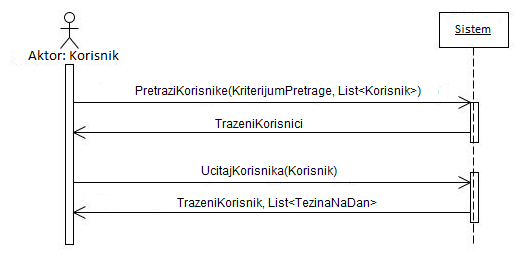 Sistem
Aktor: Korisnik
PretraziKorisnike(KriterijumPretrage, List<Korisnik>)
TrazeniKorisnici
UcitajKorisnika(Korisnik)
TrazeniKorisnik, List<TezinaNaDan>